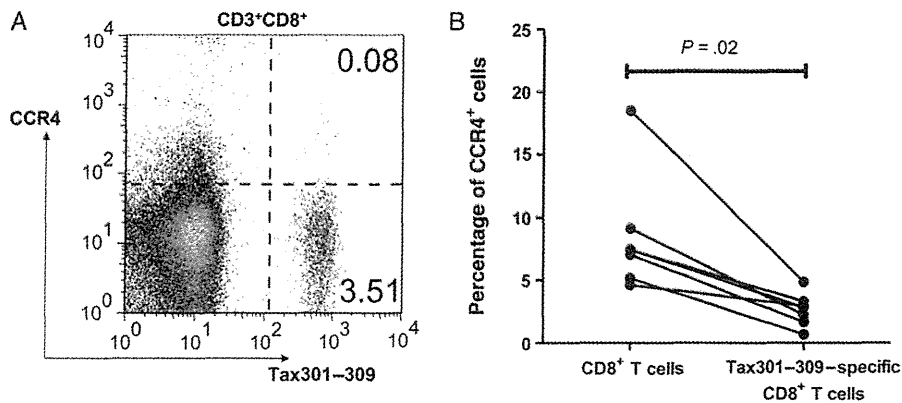 A
CD3⁺CD8⁺
10⁴
0.08
10³
CCR4
10²
10¹
3.51
10⁰
10⁰ 10¹ 10² 10³ 10⁴
Tax301–309
B
25
P = .02
20
15
10
5
0
Percentage of CCR4⁺ cells
CD8⁺ T cells
Tax301–309–specific
CD8⁺ T cells